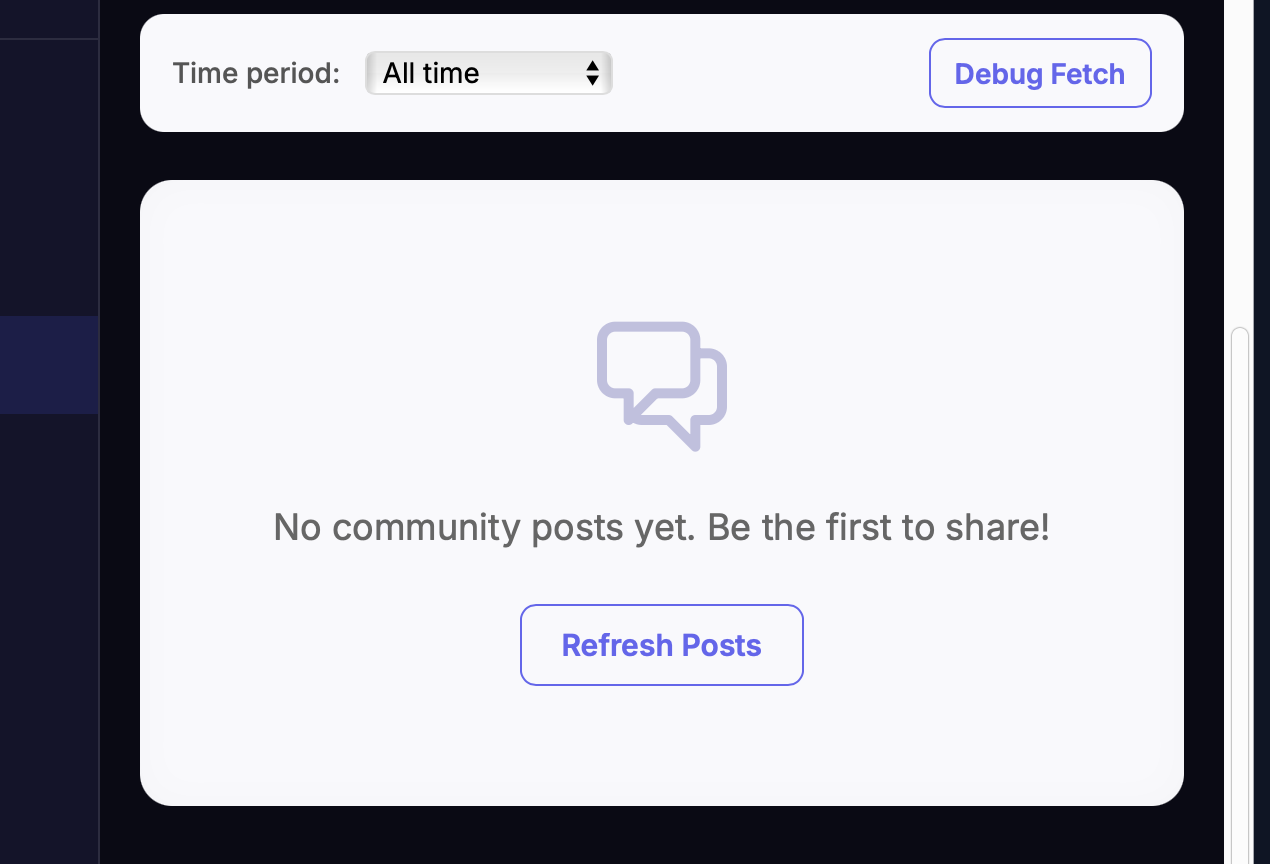 Time period:
All time
Debug Fetch
No community posts yet. Be the first to share!
Refresh Posts